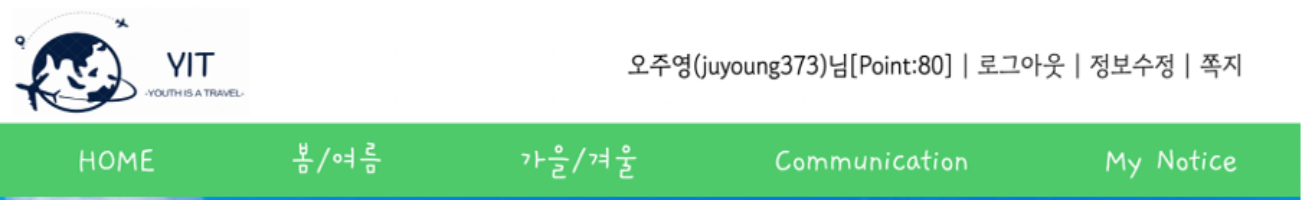 YIT
-YOUTH IS A TRAVEL-
오주영(juyoung373)님[Point:80] | 로그아웃 | 정보수정 | 쪽지
HOME 봄/여름 가을/겨울 Communication My Notice